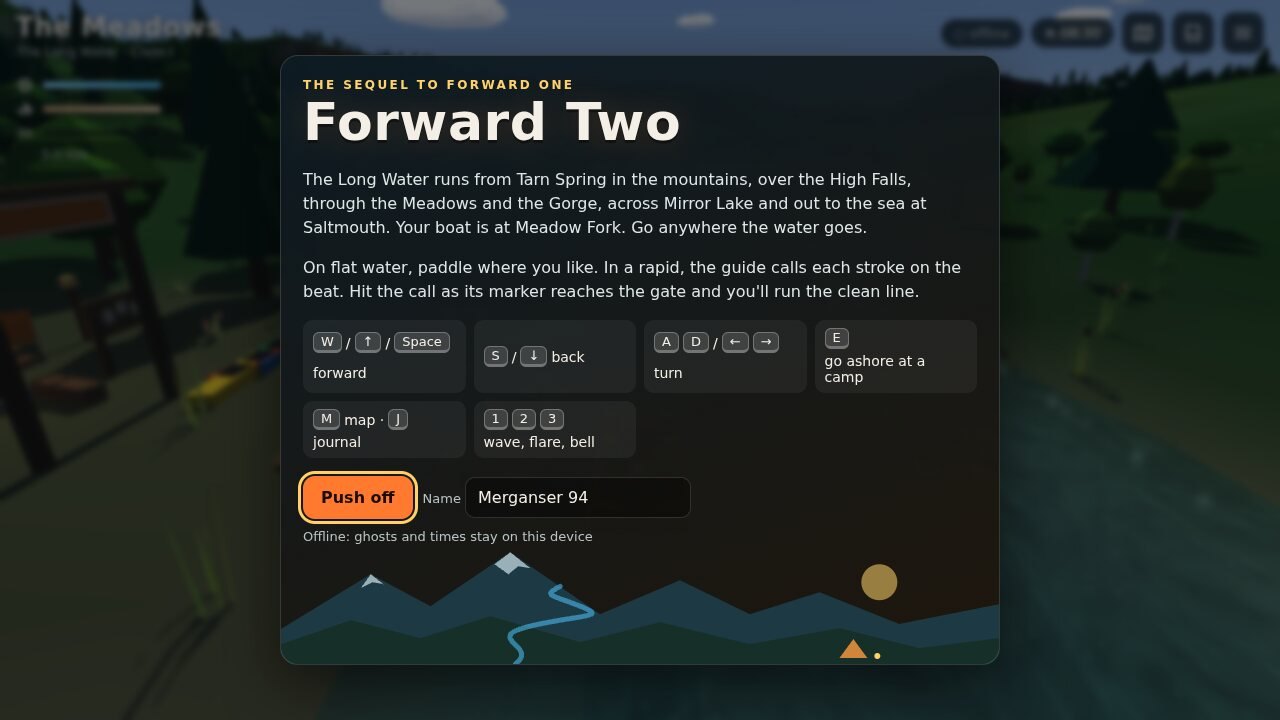 The Meadows
THE SEQUEL TO FORWARD ONE
Forward Two
The Long Water runs from Tarn Spring in the mountains, over the High Falls,
through the Meadows and the Gorge, across Mirror Lake and out to the sea at
Saltmouth. Your boat is at Meadow Fork. Go anywhere the water goes.
On flat water, paddle where you like. In a rapid, the guide calls each stroke on the
beat. Hit the call as its marker reaches the gate and you'll run the clean line.
W / ↑ / Space
forward
S / ↓ back
A D / ← →
turn
E
go ashore at a
camp
M map · J
journal
1 2 3
wave, flare, bell
Push off Name Merganser 94
Offline: ghosts and times stay on this device